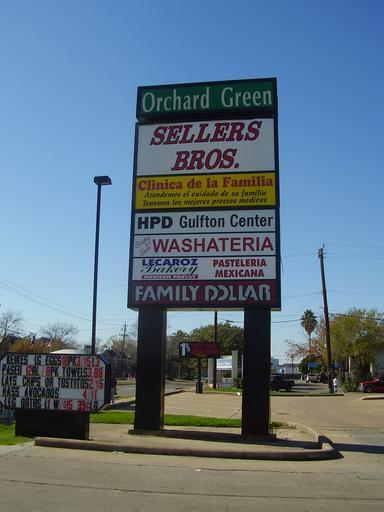 Orchard Green
SELLERS
BROS.
Clinica de la Familia
Atendemos el cuidado de su familia
Tenemos los mejores precios medicos
HPD Gulfton Center
WASHATERIA
LECAROZ PASTELERIA
Bakery MEXICANA
MEXICAN PASTRY
FAMILY DOLLAR
TOWELS
LAYS CHIPS OR TOSTITOS
HASS AVOCADOS